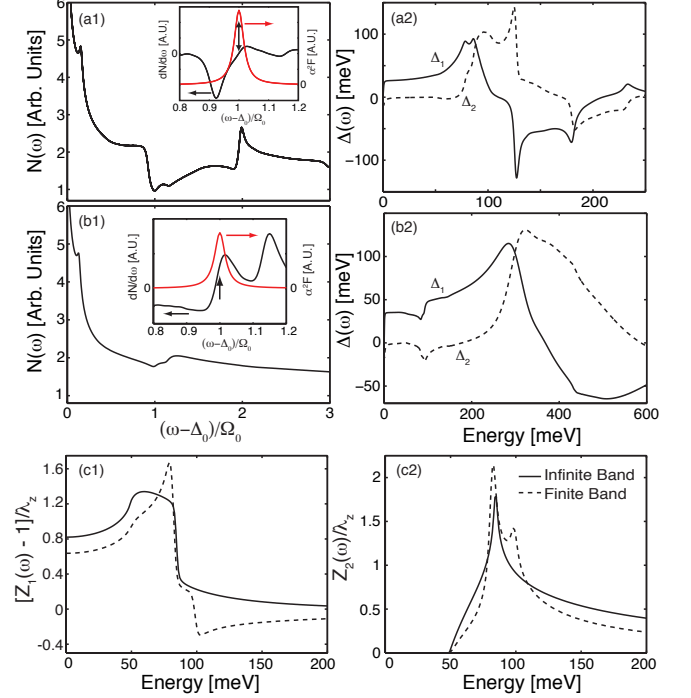 (a1)
N(ω) [Arb. Units]
6
5
4
3
2
1
dN/dω [A.U.]
0
α²F [A.U.]
0
0.8 0.9 1 1.1 1.2
(ω−Δ₀)/Ω₀
0 1 2 3
(a2)
Δ(ω) [meV]
100
50
0
−100
Δ₁
Δ₂
0 100 200
(b1)
N(ω) [Arb. Units]
6
5
4
3
2
1
dN/dω [A.U.]
0
α²F [A.U.]
0
0.8 0.9 1 1.1 1.2
(ω−Δ₀)/Ω₀
0 1 2 3
(ω−Δ₀)/Ω₀
(b2)
Δ(ω) [meV]
100
50
0
−50
Δ₁
Δ₂
0 200 400 600
Energy [meV]
(c1)
[Z₁(ω) - 1]/λz
1.6
1.2
0.8
0.4
0
-0.4
0 50 100 150 200
Energy [meV]
(c2)
Z₂(ω)/λz
2
1.5
1
0.5
0
Infinite Band
Finite Band
0 50 100 150 200
Energy [meV]